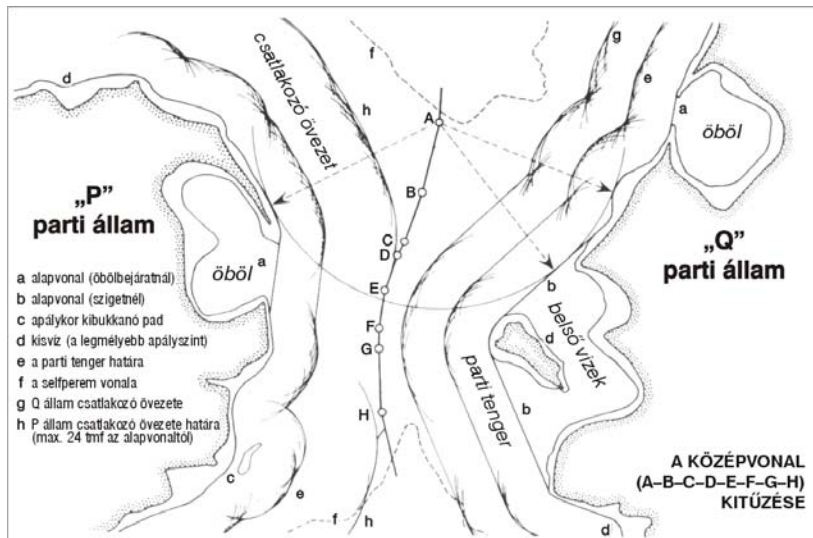 d
csatlakozó övezet
f
h
g
e
A
a
öböl
B
„P”
parti állam
öböl
a
C
D
E
F
G
H
„Q”
parti állam
b
belső vizek
d
parti tenger
b
a alapvonal (öbölbejáratnál)
b alapvonal (szigetnél)
c apálykor kibukkanó pad
d kisvíz (a legmélyebb apályszint)
e a parti tenger határa
f a selfperem vonala
g Q állam csatlakozó övezete
h P állam csatlakozó övezete határa
(max. 24 tmf az alapvonaltól)
c
e
f
h
d
A KÖZÉPVONAL
(A–B–C–D–E–F–G–H)
KITŰZÉSE